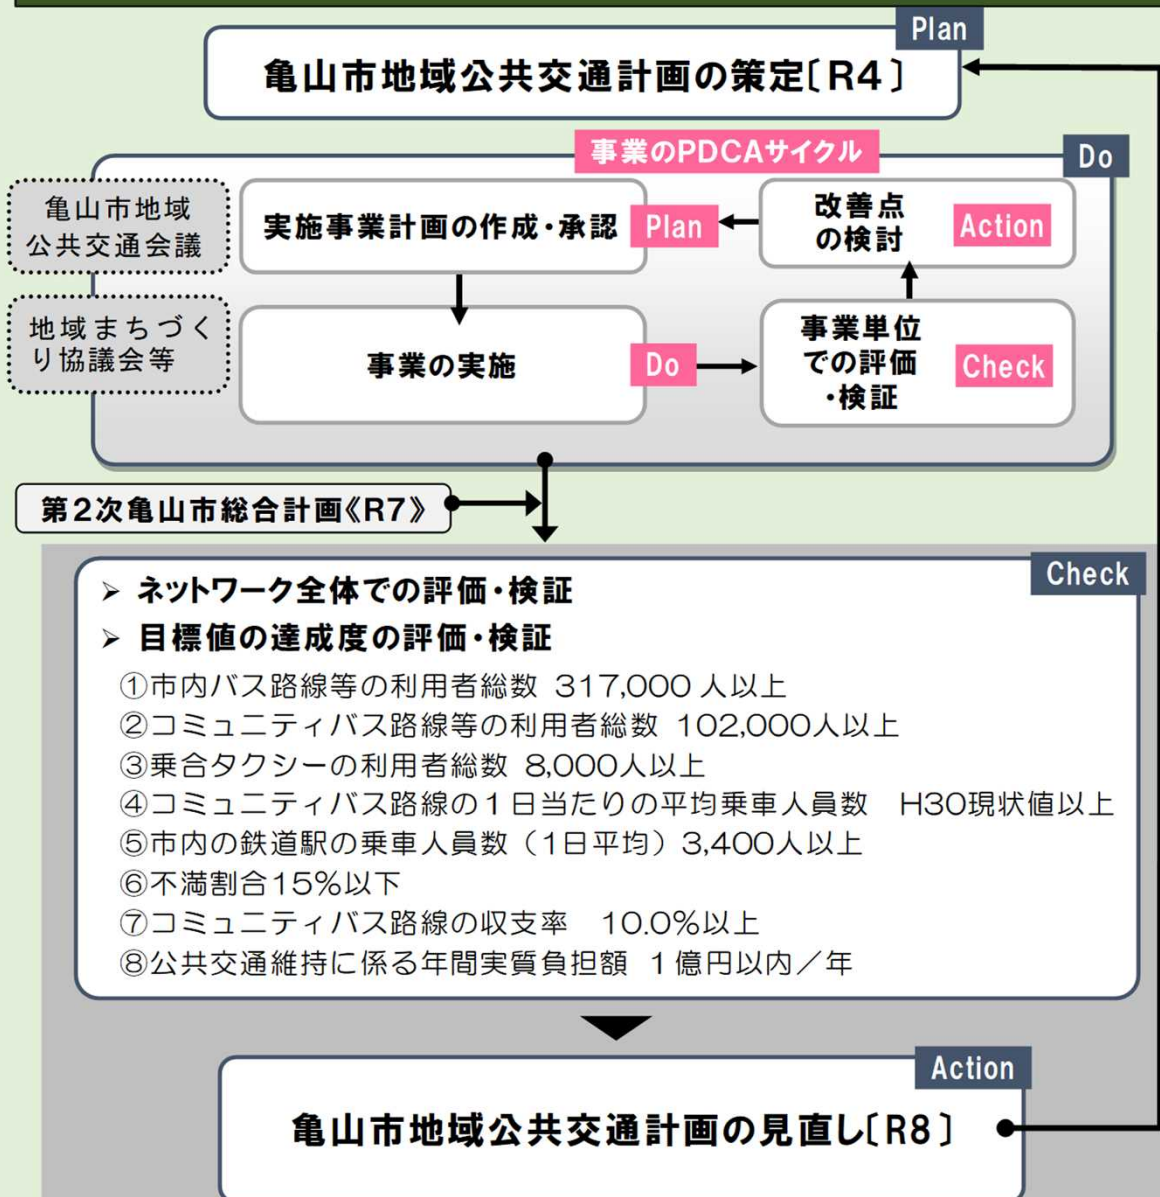 Plan
亀山市地域公共交通計画の策定〔R4〕
事業のPDCAサイクル
Do
亀山市地域
公共交通会議
実施事業計画の作成・承認
Plan
改善点
の検討
Action
地域まちづく
り協議会等
事業の実施
Do
事業単位
での評価
・検証
Check
第2次亀山市総合計画《R7》
Check
➢ ネットワーク全体での評価・検証
➢ 目標値の達成度の評価・検証
①市内バス路線等の利用者総数 317,000 人以上
②コミュニティバス路線等の利用者総数 102,000人以上
③乗合タクシーの利用者総数 8,000人以上
④コミュニティバス路線の１日当たりの平均乗車人員数　H30現状値以上
⑤市内の鉄道駅の乗車人員数（1日平均）3,400人以上
⑥不満割合15％以下
⑦コミュニティバス路線の収支率　10.0％以上
⑧公共交通維持に係る年間実質負担額 １億円以内／年
Action
亀山市地域公共交通計画の見直し〔R8〕